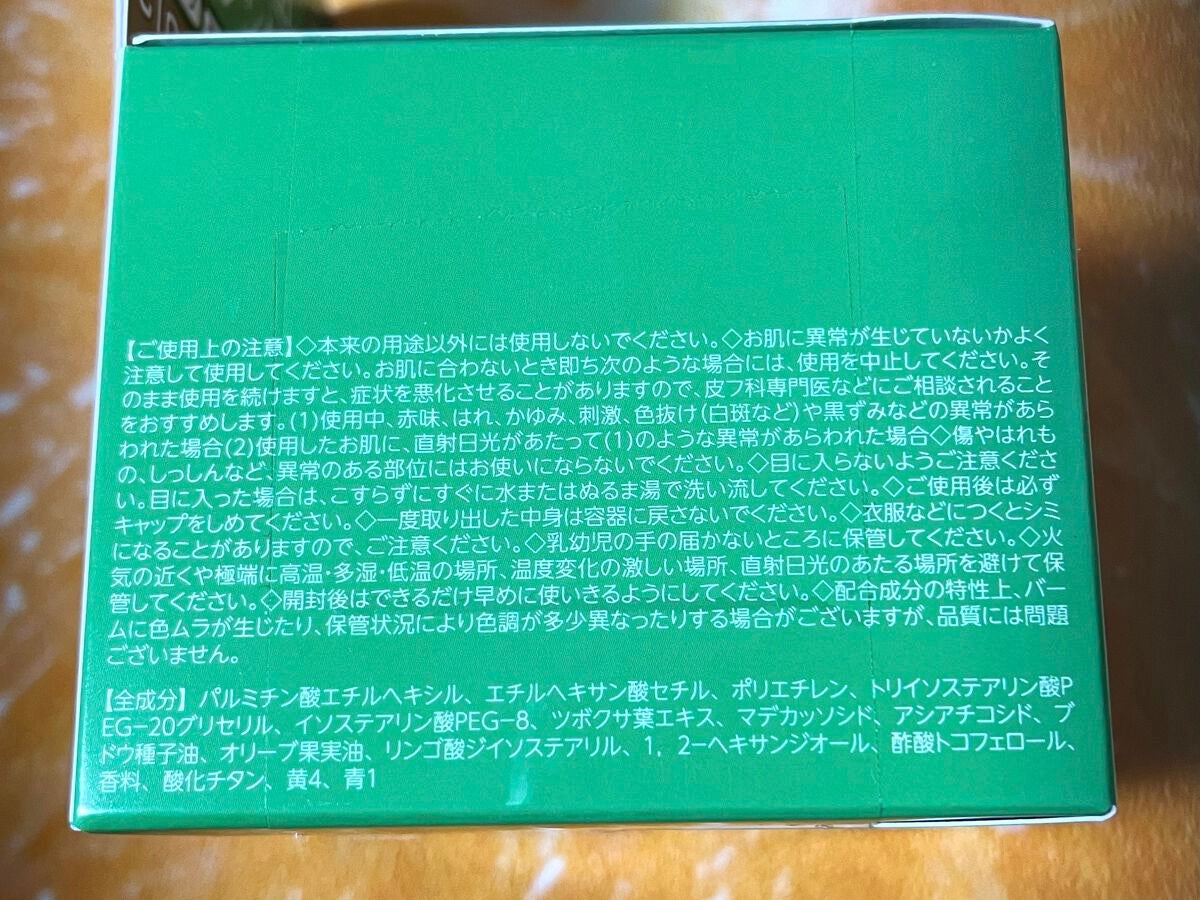 【ご使用上の注意】◇本来の用途以外には使用しないでください。◇お肌に異常が生じていないかよく
注意して使用してください。お肌に合わないとき即ち次のような場合には、使用を中止してください。そ
のまま使用を続けますと、症状を悪化させることがありますので、皮フ科専門医などにご相談されること
をおすすめします。(1)使用中、赤味、はれ、かゆみ、刺激、色抜け(白斑など)や黒ずみなどの異常があら
われた場合(2)使用したお肌に、直射日光があたって(1)のような異常があらわれた場合◇傷やはれも
の、しっしんなど、異常のある部位にはお使いにならないでください。◇目に入らないようご注意くださ
い。目に入った場合は、こすらずにすぐに水またはぬるま湯で洗い流してください。◇ご使用後は必ず
キャップをしめてください。◇一度取り出した中身は容器に戻さないでください。◇衣服などにつくとシミ
になることがありますので、ご注意ください。◇乳幼児の手の届かないところに保管してください。◇火
気の近くや極端に高温・多湿・低温の場所、温度変化の激しい場所、直射日光のあたる場所を避けて保
管してください。◇開封後はできるだけ早めに使いきるようにしてください。◇配合成分の特性上、バー
ムに色ムラが生じたり、保管状況により色調が多少異なったりする場合がございますが、品質には問題
ございません。
【全成分】パルミチン酸エチルヘキシル、エチルヘキサン酸セチル、ポリエチレン、トリイソステアリン酸P
EG−20グリセリル、イソステアリン酸PEG−8、ツボクサ葉エキス、マデカッソシド、アシアチコシド、ブ
ドウ種子油、オリーブ果実油、リンゴ酸ジイソステアリル、1，2−ヘキサンジオール、酢酸トコフェロール、
香料、酸化チタン、黄4、青1